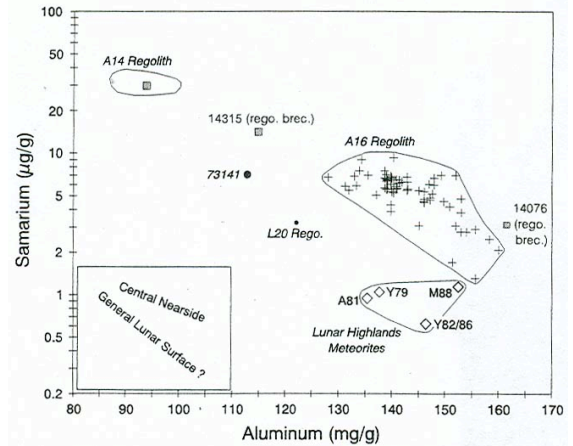 100
50
20
10
5
2
1
0.5
0.2
Samarium (µg/g)
A14 Regolith
14315 (rego. brec.)
A16 Regolith
73141
L20 Rego.
14076
(rego.
brec.)
Central Nearside
General Lunar Surface ?
A81
Y79
M88
Y82/86
Lunar Highlands
Meteorites
80 90 100 110 120 130 140 150 160 170
Aluminum (mg/g)